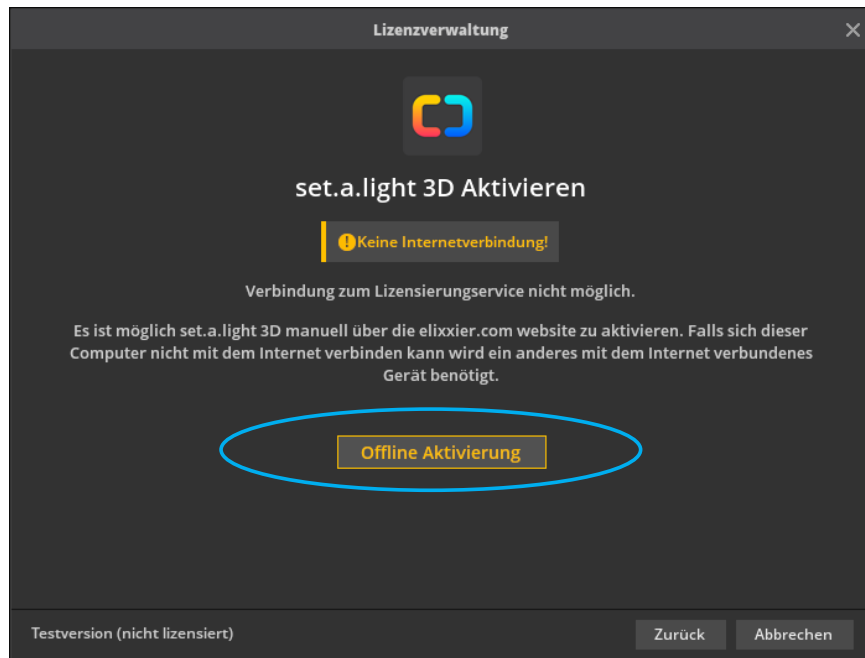 Lizenzverwaltung
set.a.light 3D Aktivieren
Keine Internetverbindung!
Verbindung zum Lizensierungservice nicht möglich.
Es ist möglich set.a.light 3D manuell über die elixxier.com website zu aktivieren. Falls sich dieser
Computer nicht mit dem Internet verbinden kann wird ein anderes mit dem Internet verbundenes
Gerät benötigt.
Offline Aktivierung
Testversion (nicht lizensiert)
Zurück
Abbrechen